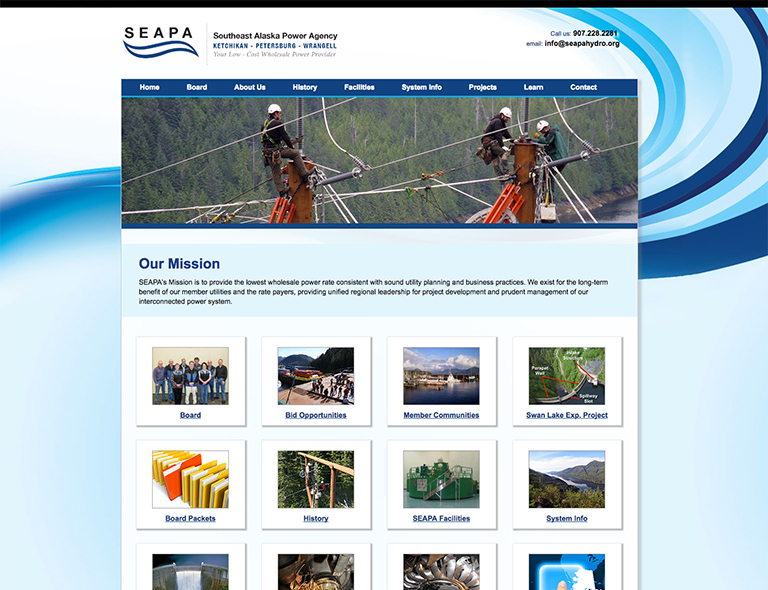 SEAPA
Southeast Alaska Power Agency
KETCHIKAN - PETERSBURG - WRANGELL
Your Low - Cost Wholesale Power Provider
Call us: 907.228.2281
email: info@seapahydro.org
Home Board About Us History Facilities System Info Projects Learn Contact
Our Mission
SEAPA's Mission is to provide the lowest wholesale power rate consistent with sound utility planning and business practices. We exist for the long-term
benefit of our member utilities and the rate payers, providing unified regional leadership for project development and prudent management of our
interconnected power system.
Intake
Structure
Parapet
Wall
Spillway
Slot
Board Bid Opportunities Member Communities Swan Lake Exp. Project
Board Packets History SEAPA Facilities System Info